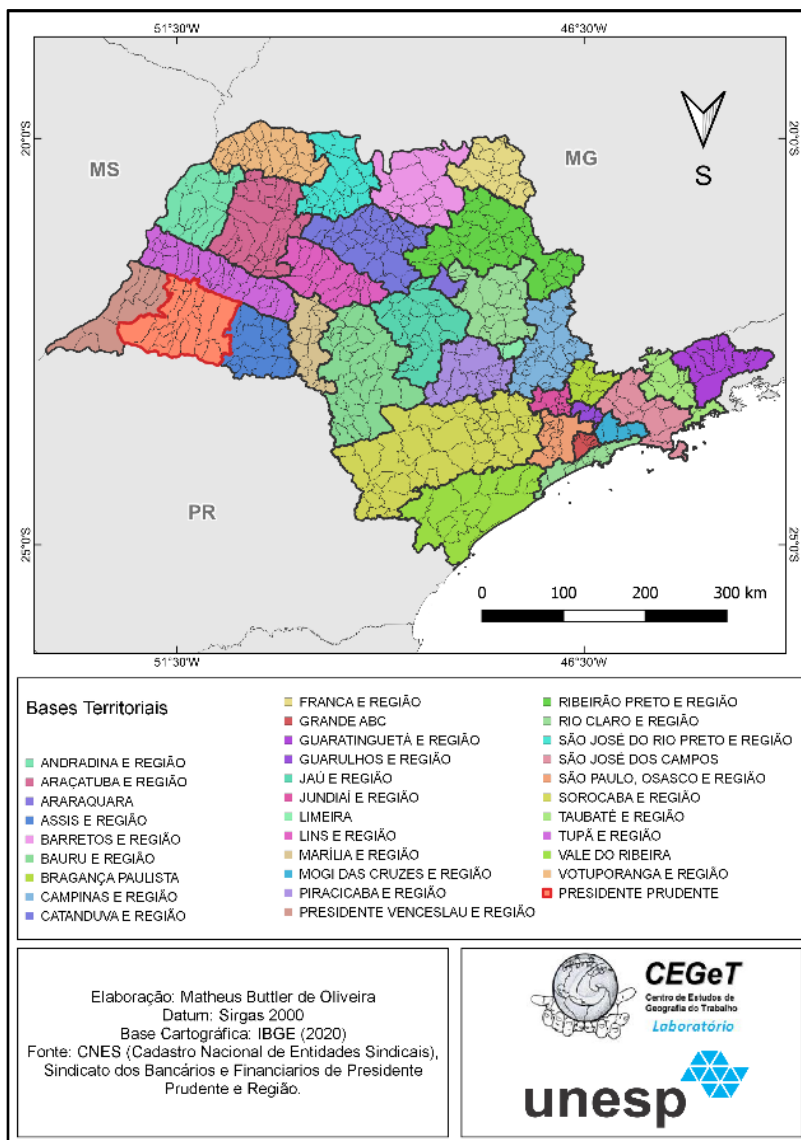 51°30'W
46°30'W
20°0'S
20°0'S
MS
MG
S
PR
25°0'S
25°0'S
0 100 200 300 km
51°30'W
46°30'W
Bases Territoriais
ANDRADINA E REGIÃO
ARAÇATUBA E REGIÃO
ARARAQUARA
ASSIS E REGIÃO
BARRETOS E REGIÃO
BAURU E REGIÃO
BRAGANÇA PAULISTA
CAMPINAS E REGIÃO
CATANDUVA E REGIÃO
FRANCA E REGIÃO
GRANDE ABC
GUARATINGUETÁ E REGIÃO
GUARULHOS E REGIÃO
JAÚ E REGIÃO
JUNDIAÍ E REGIÃO
LIMEIRA
LINS E REGIÃO
MARÍLIA E REGIÃO
MOGI DAS CRUZES E REGIÃO
PIRACICABA E REGIÃO
PRESIDENTE VENCESLAU E REGIÃO
RIBEIRÃO PRETO E REGIÃO
RIO CLARO E REGIÃO
SÃO JOSÉ DO RIO PRETO E REGIÃO
SÃO JOSÉ DOS CAMPOS
SÃO PAULO, OSASCO E REGIÃO
SOROCABA E REGIÃO
TAUBATÉ E REGIÃO
TUPÃ E REGIÃO
VALE DO RIBEIRA
VOTUPORANGA E REGIÃO
PRESIDENTE PRUDENTE
Elaboração: Matheus Buttler de Oliveira
Datum: Sirgas 2000
Base Cartográfica: IBGE (2020)
Fonte: CNES (Cadastro Nacional de Entidades Sindicais),
Sindicato dos Bancários e Financiarios de Presidente
Prudente e Região.
CEGeT
Centro de Estudos de
Geografia do Trabalho
Laboratório
unesp